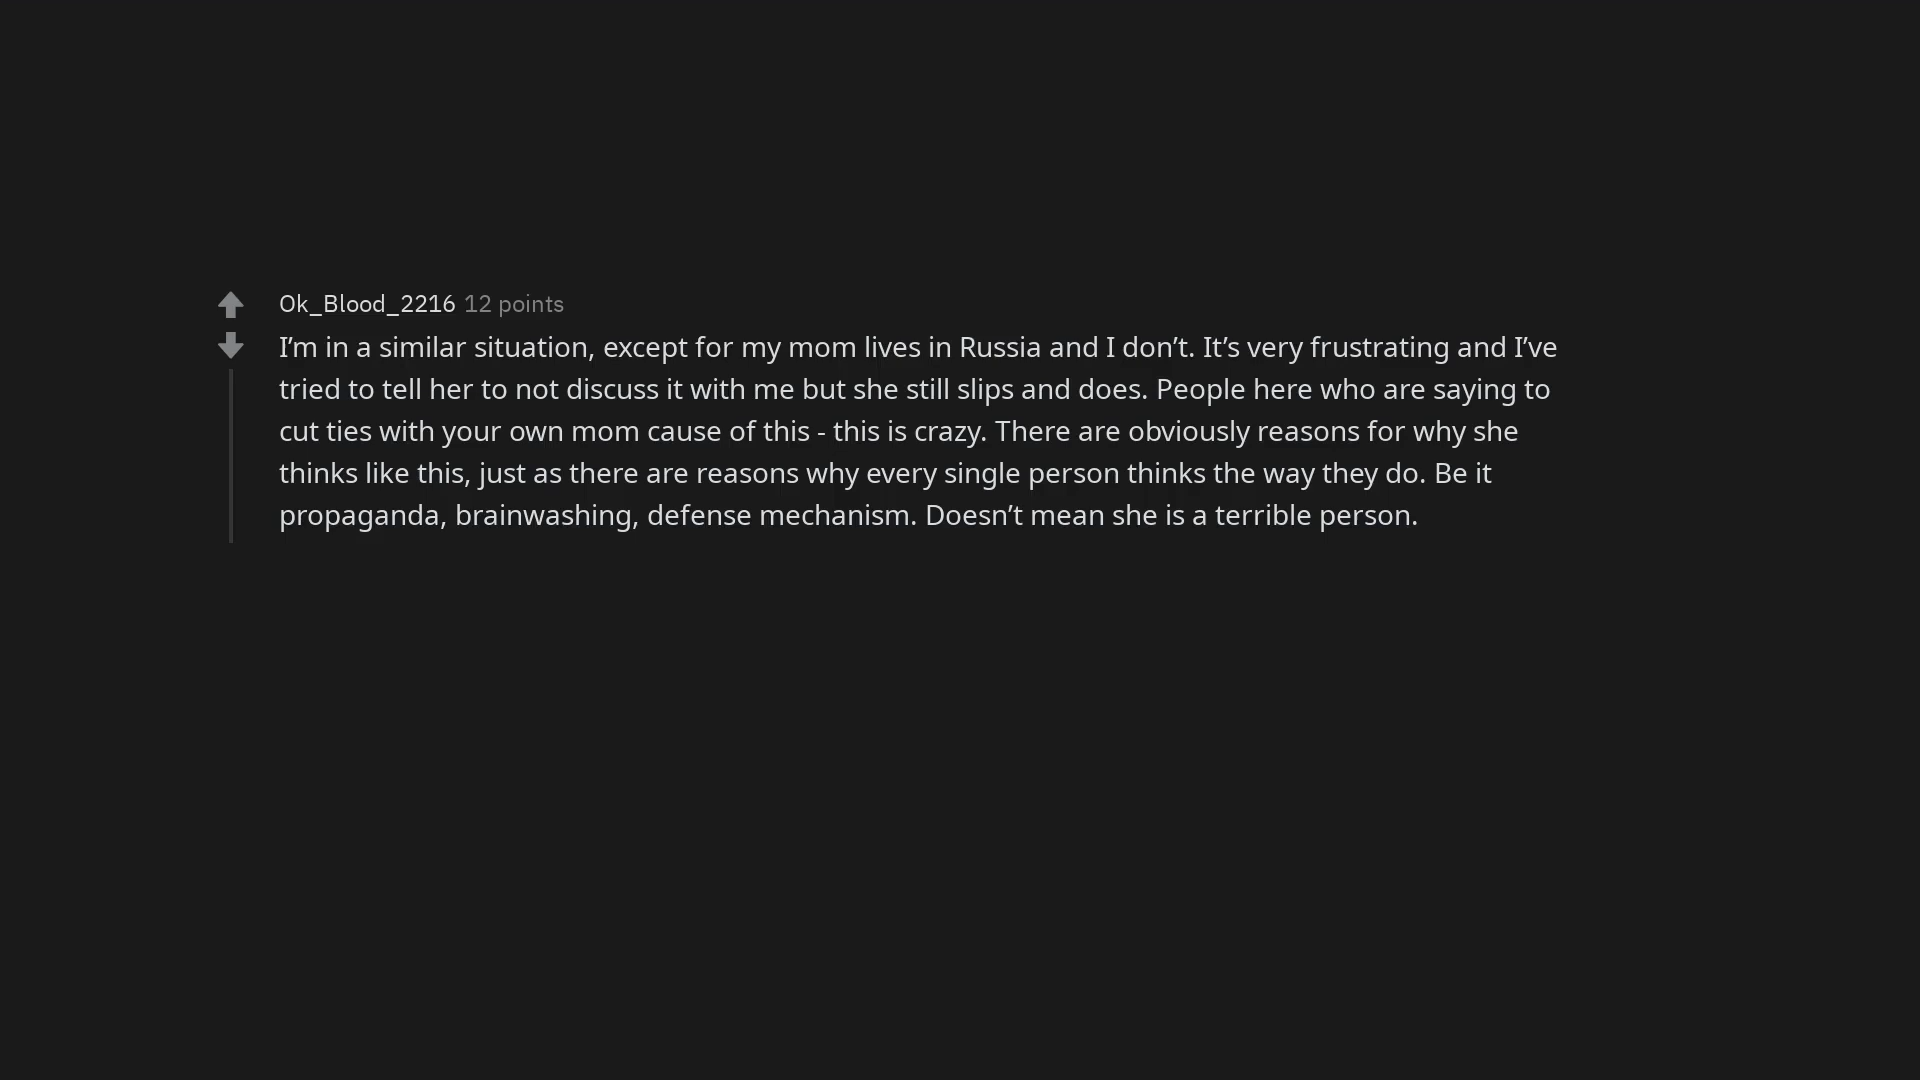 Ok_Blood_2216 12 points
I’m in a similar situation, except for my mom lives in Russia and I don’t. It’s very frustrating and I’ve
tried to tell her to not discuss it with me but she still slips and does. People here who are saying to
cut ties with your own mom cause of this - this is crazy. There are obviously reasons for why she
thinks like this, just as there are reasons why every single person thinks the way they do. Be it
propaganda, brainwashing, defense mechanism. Doesn’t mean she is a terrible person.